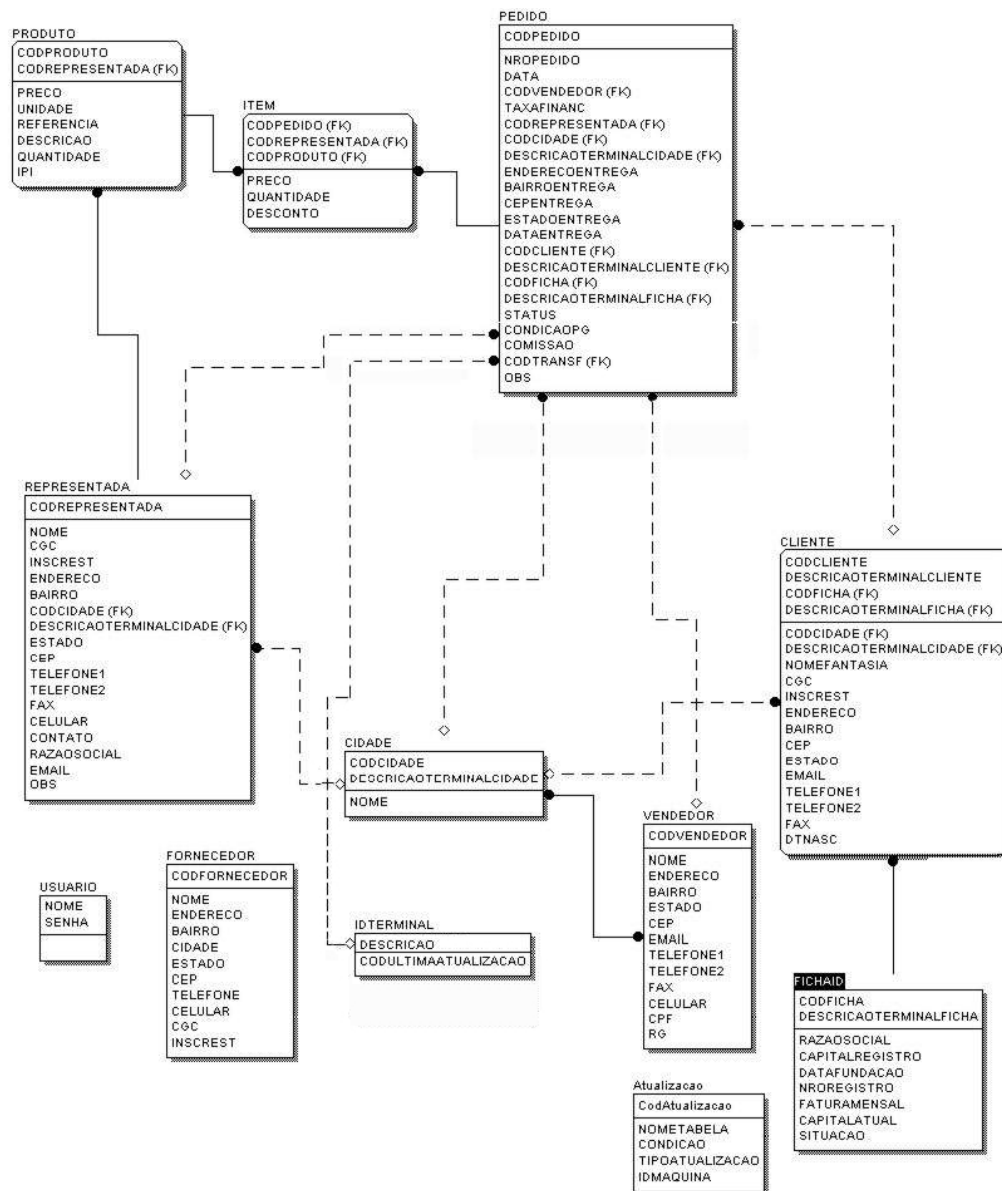 PRODUTO
CODPRODUTO
CODREPRESENTADA (FK)
PRECO
UNIDADE
REFERENCIA
DESCRICAO
QUANTIDADE
IPI
ITEM
CODPEDIDO (FK)
CODREPRESENTADA (FK)
CODPRODUTO (FK)
PRECO
QUANTIDADE
DESCONTO
PEDIDO
CODPEDIDO
NROPEDIDO
DATA
CODVENDEDOR (FK)
TAXAFINANC
CODREPRESENTADA (FK)
CODCIDADE (FK)
DESCRICAOTERMINALCIDADE (FK)
ENDERECOENTREGA
BAIRROENTREGA
CEPENTREGA
ESTADOENTREGA
DATAENTREGA
CODCLIENTE (FK)
DESCRICAOTERMINALCLIENTE (FK)
CODFICHA (FK)
DESCRICAOTERMINALFICHA (FK)
STATUS
CONDICAOPG
COMISSAO
CODTRANSF (FK)
OBS
REPRESENTADA
CODREPRESENTADA
NOME
CGC
INSCREST
ENDERECO
BAIRRO
CODCIDADE (FK)
DESCRICAOTERMINALCIDADE (FK)
ESTADO
CEP
TELEFONE1
TELEFONE2
FAX
CELULAR
CONTATO
RAZAOSOCIAL
EMAIL
OBS
CLIENTE
CODCLIENTE
DESCRICAOTERMINALCLIENTE
CODFICHA (FK)
DESCRICAOTERMINALFICHA (FK)
CODCIDADE (FK)
DESCRICAOTERMINALCIDADE (FK)
NOMEFANTASIA
CGC
INSCREST
ENDERECO
BAIRRO
CEP
ESTADO
EMAIL
TELEFONE1
TELEFONE2
FAX
DTNASC
CIDADE
CODCIDADE
DESCRICAOTERMINALCIDADE
NOME
VENDEDOR
CODVENDEDOR
NOME
ENDERECO
BAIRRO
ESTADO
CEP
EMAIL
TELEFONE1
TELEFONE2
FAX
CELULAR
CPF
RG
USUARIO
NOME
SENHA
FORNECEDOR
CODFORNECEDOR
NOME
ENDERECO
BAIRRO
CIDADE
ESTADO
CEP
TELEFONE
CELULAR
CGC
INSCREST
IDTERMINAL
DESCRICAO
CODULTIMAATUALIZACAO
FICHAID
CODFICHA
DESCRICAOTERMINALFICHA
RAZAOSOCIAL
CAPITALREGISTRO
DATAFUNDACAO
NROREGISTRO
FATURAMENSAL
CAPITALATUAL
SITUACAO
Atualizacao
CodAtualizacao
NOMETABELA
CONDICAO
TIPOATUALIZACAO
IDMAQUINA